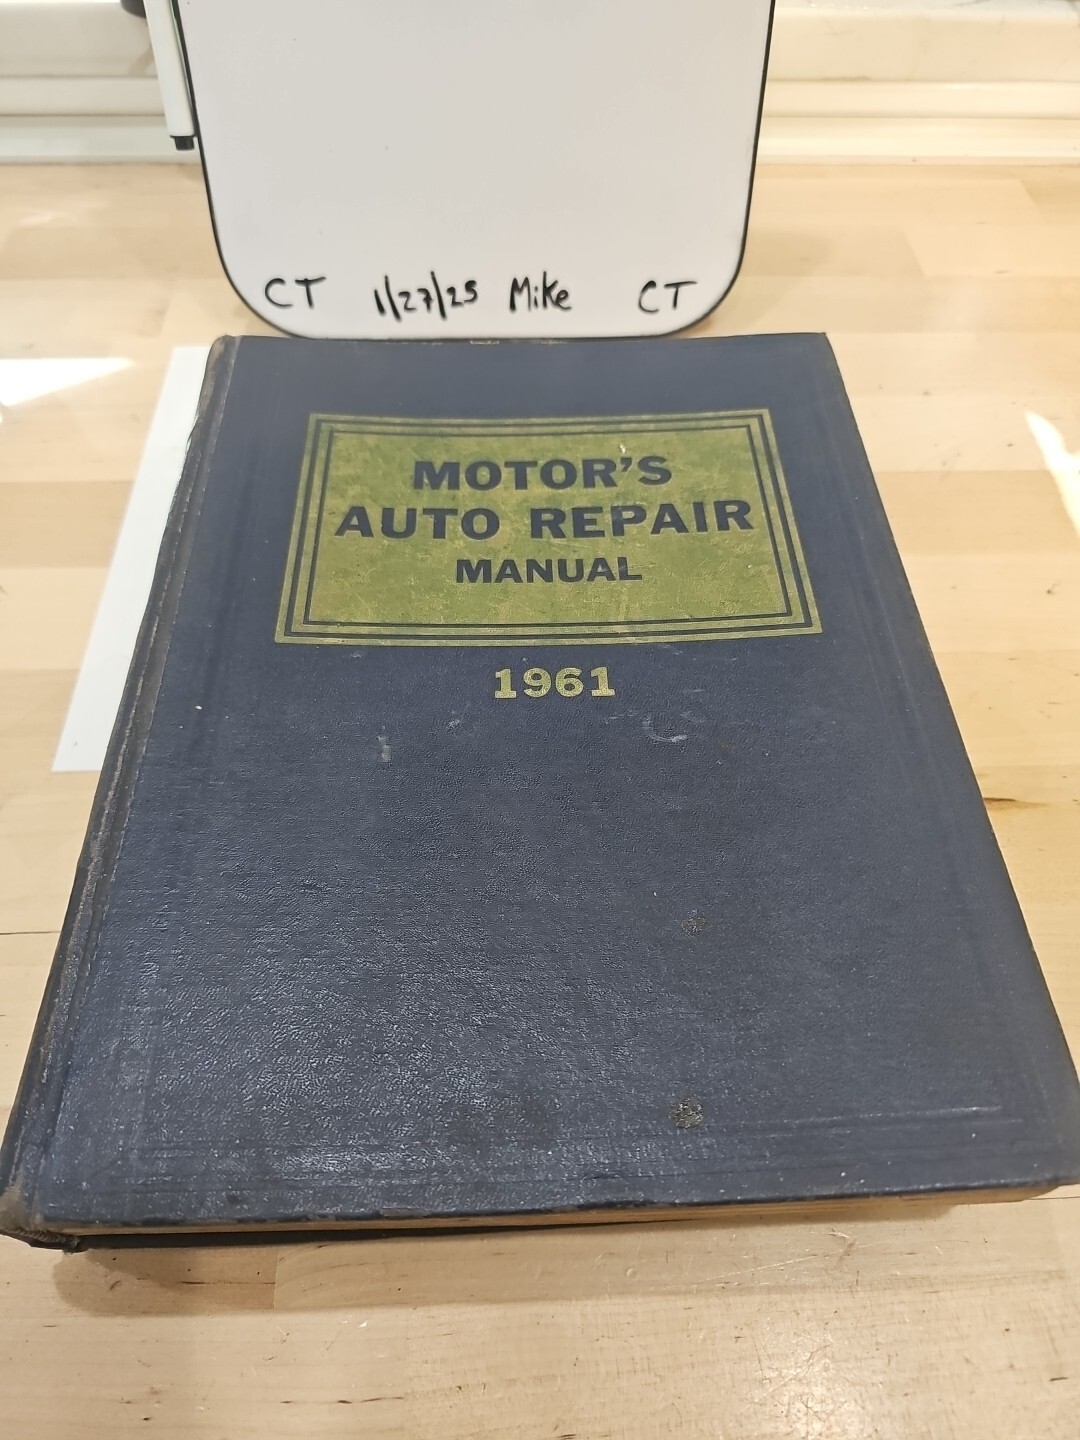 CT 1/27/25 Mike CT
MOTOR'S
AUTO REPAIR
MANUAL
1961